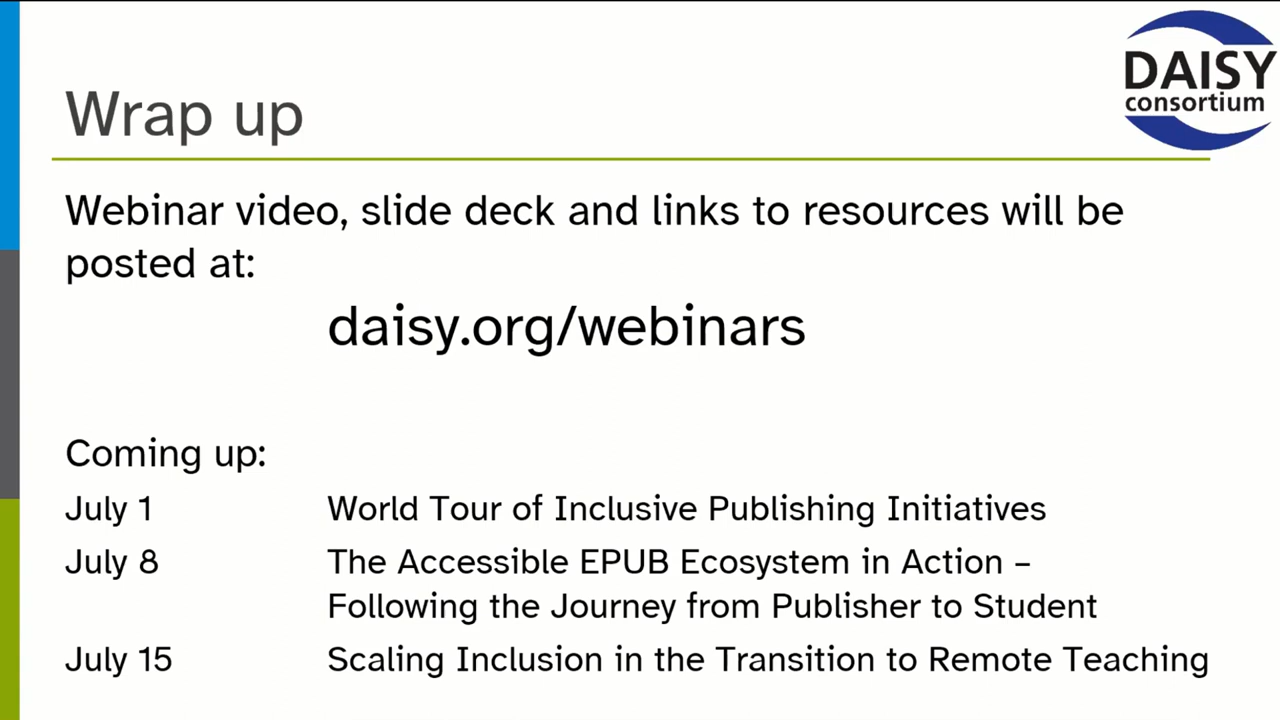 DAISY
consortium
Wrap up
Webinar video, slide deck and links to resources will be
posted at:
daisy.org/webinars
Coming up:
July 1 World Tour of Inclusive Publishing Initiatives
July 8 The Accessible EPUB Ecosystem in Action –
Following the Journey from Publisher to Student
July 15 Scaling Inclusion in the Transition to Remote Teaching